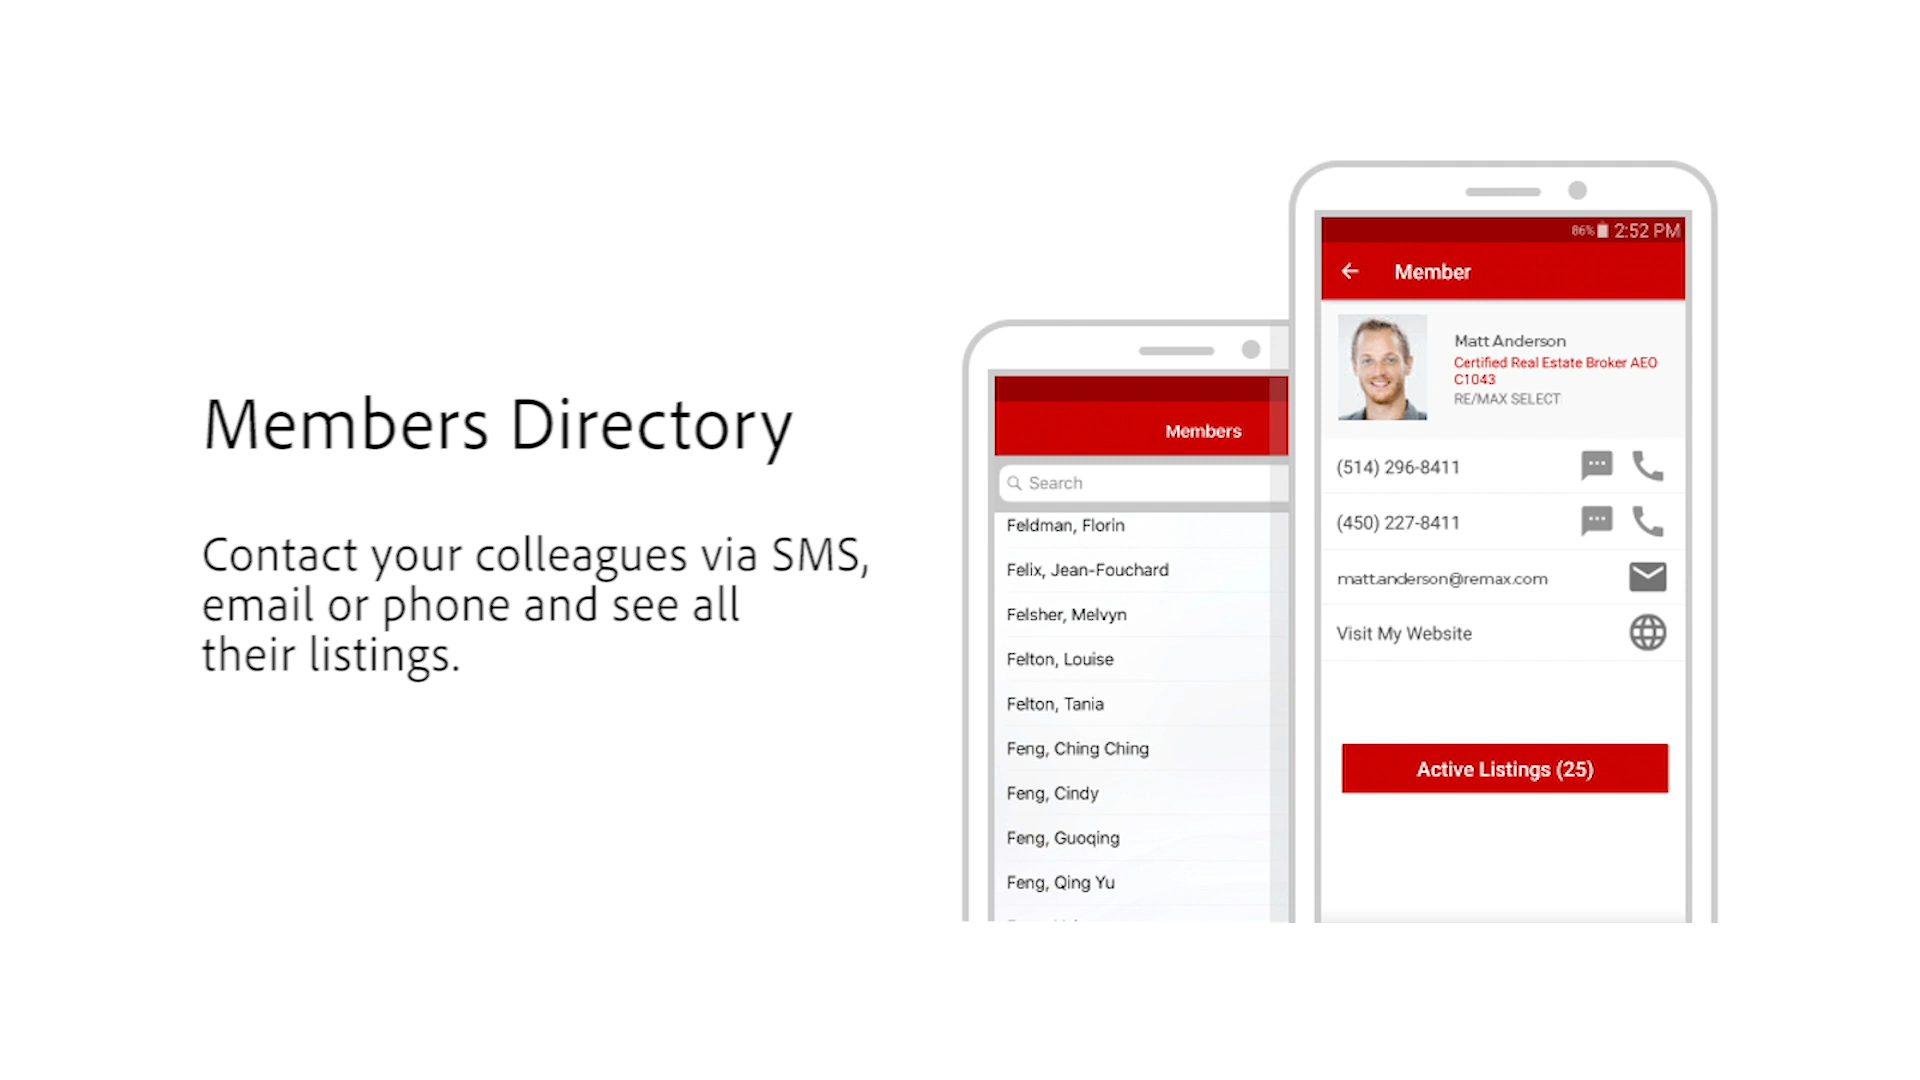 Members Directory
Contact your colleagues via SMS,
email or phone and see all
their listings.
Members
Search
Feldman, Florin
Felix, Jean-Fouchard
Felsher, Melvyn
Felton, Louise
Felton, Tania
Feng, Ching Ching
Feng, Cindy
Feng, Guoqing
Feng, Qing Yu
86% 2:52 PM
Member
Matt Anderson
Certified Real Estate Broker AEO
C1043
RE/MAX SELECT
(514) 296-8411
(450) 227-8411
matt.anderson@remax.com
Visit My Website
Active Listings (25)